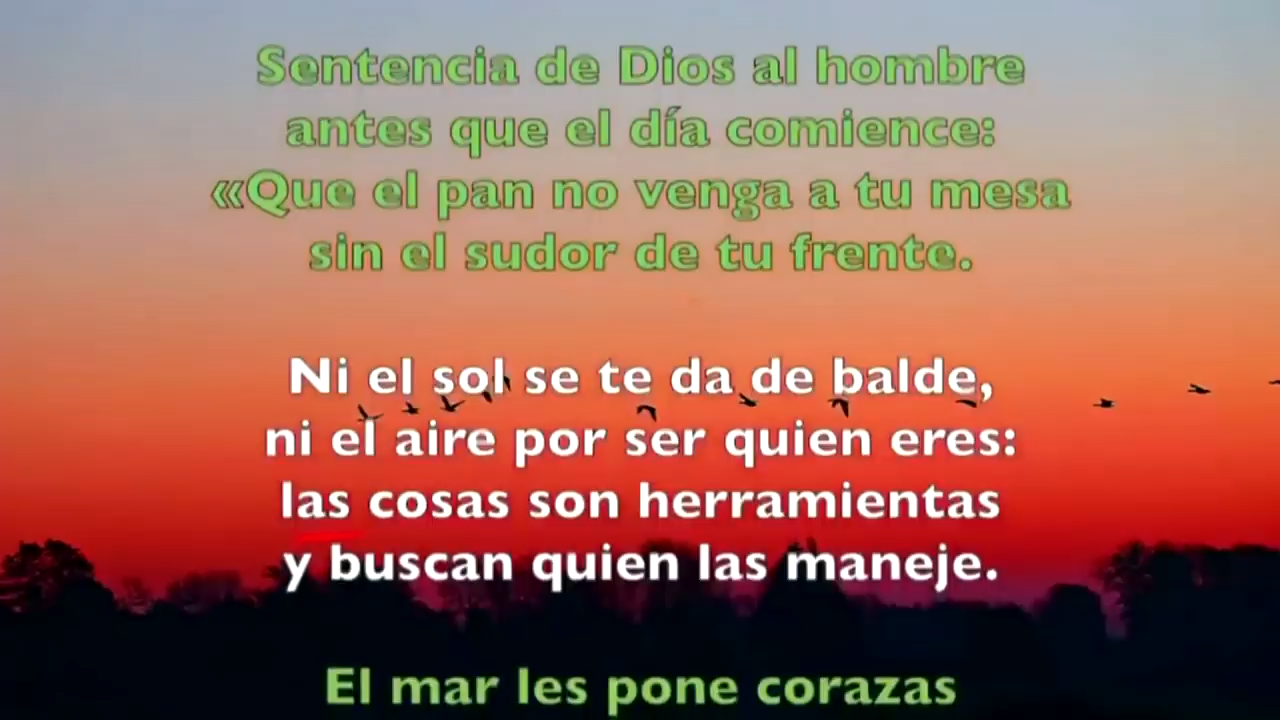 Sentencia de Dios al hombre
antes que el día comience:
«Que el pan no venga a tu mesa
sin el sudor de tu frente.
Ni el sol se te da de balde,
ni el aire por ser quien eres:
las cosas son herramientas
y buscan quien las maneje.
El mar les pone corazas